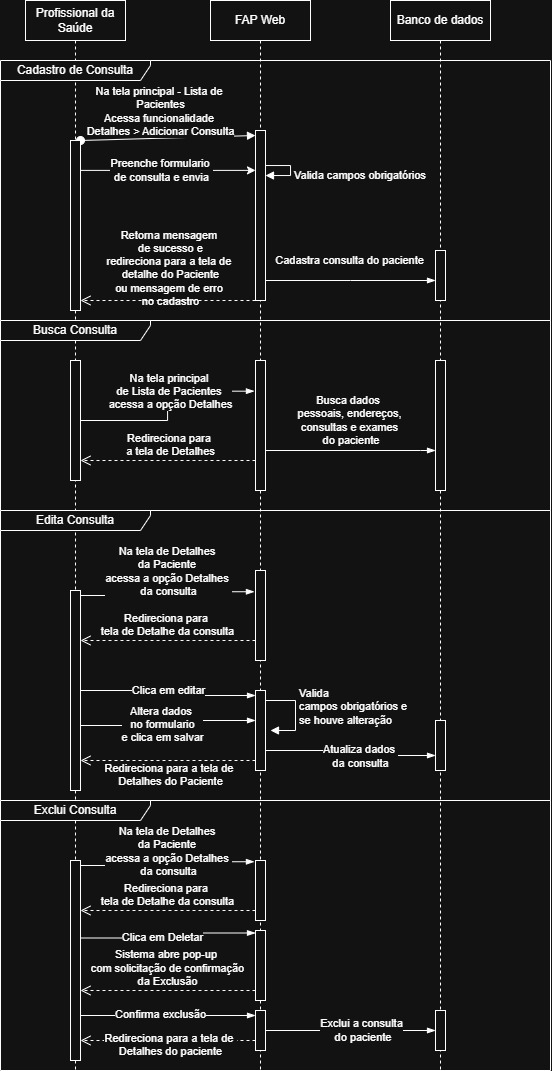 Profissional da
Saúde
FAP Web
Banco de dados
Cadastro de Consulta
Na tela principal - Lista de
Pacientes
Acessa funcionalidade
Detalhes > Adicionar Consulta
Preenche formulario
de consulta e envia
Valida campos obrigatórios
Retorna mensagem
de sucesso e
redireciona para a tela de
detalhe do Paciente
ou mensagem de erro
no cadastro
Cadastra consulta do paciente
Busca Consulta
Na tela principal
de Lista de Pacientes
acessa a opção Detalhes
Busca dados
pessoais, endereços,
consultas e exames
do paciente
Redireciona para
a tela de Detalhes
Edita Consulta
Na tela de Detalhes
da Paciente
acessa a opção Detalhes
da consulta
Redireciona para
tela de Detalhe da consulta
Clica em editar
Valida
campos obrigatórios e
se houve alteração
Altera dados
no formulario
e clica em salvar
Atualiza dados
da consulta
Redireciona para a tela de
Detalhes do Paciente
Exclui Consulta
Na tela de Detalhes
da Paciente
acessa a opção Detalhes
da consulta
Redireciona para
tela de Detalhe da consulta
Clica em Deletar
Sistema abre pop-up
com solicitação de confirmação
da Exclusão
Confirma exclusão
Exclui a consulta
do paciente
Redireciona para a tela de
Detalhes do paciente